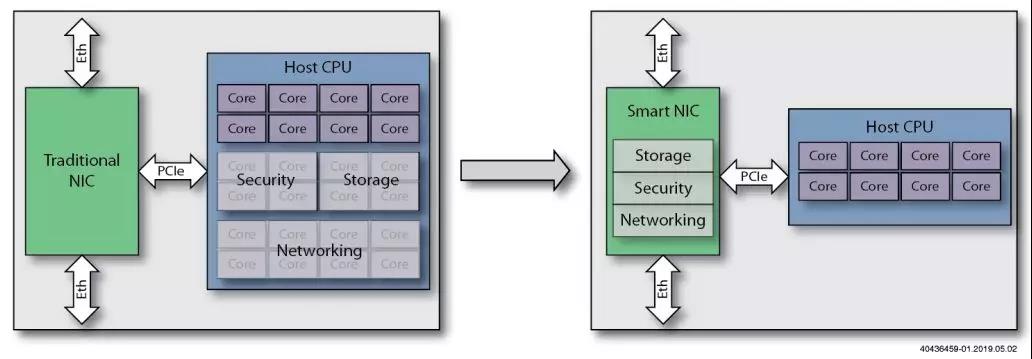 Eth
Traditional
NIC
Eth
PCIe
Host CPU
Core Core Core Core
Core Core Core Core
Core Core Core Core
Security Storage
Core Core Core Core
Core Core Core Core
Networking
Core Core Core Core
Eth
Smart NIC
Storage
Security
Networking
Eth
PCIe
Host CPU
Core Core Core Core
Core Core Core Core
40436459-01.2019.05.02